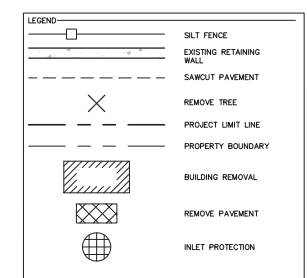 LEGEND
SILT FENCE
EXISTING RETAINING
WALL
SAWCUT PAVEMENT
REMOVE TREE
PROJECT LIMIT LINE
PROPERTY BOUNDARY
BUILDING REMOVAL
REMOVE PAVEMENT
INLET PROTECTION